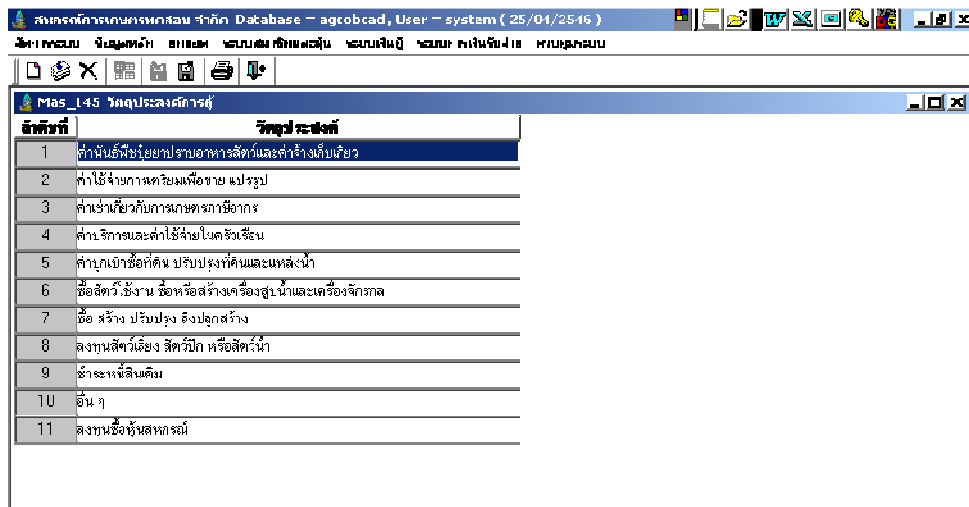 สหกรณ์การเกษตรทดสอบ จำกัด Database = agcobcad, User = system ( 25/04/2546 )
ข้อมูลหลัก ระบบเงินกู้
Mas_L45 วัตถุประสงค์การกู้
ลำดับที่ วัตถุประสงค์
1 ค่าพันธ์พืชปุ๋ยยาปราบอาหารสัตว์และค่าจ้างเก็บเกี่ยว
2 ค่าใช้จ่ายการเตรียมเพื่อขาย แปรรูป
3 ค่าเช่าเกี่ยวกับการเกษตรภาษีอากร
4 ค่าบริการและค่าใช้จ่ายในครัวเรือน
5 ค่าบุกเบิกซื้อที่ดิน ปรับปรุงที่ดินและแหล่งน้ำ
6 ซื้อสัตว์ใช้งาน ซื้อหรือสร้างเครื่องสูบน้ำและเครื่องจักรกล
7 ซื้อ สร้าง ปรับปรุง สิ่งปลูกสร้าง
8 ลงทุนสัตว์เลี้ยง สัตว์ปีก หรือสัตว์น้ำ
9 ชำระหนี้สินเดิม
10 อื่น ๆ
11 ลงทุนซื้อหุ้นสหกรณ์